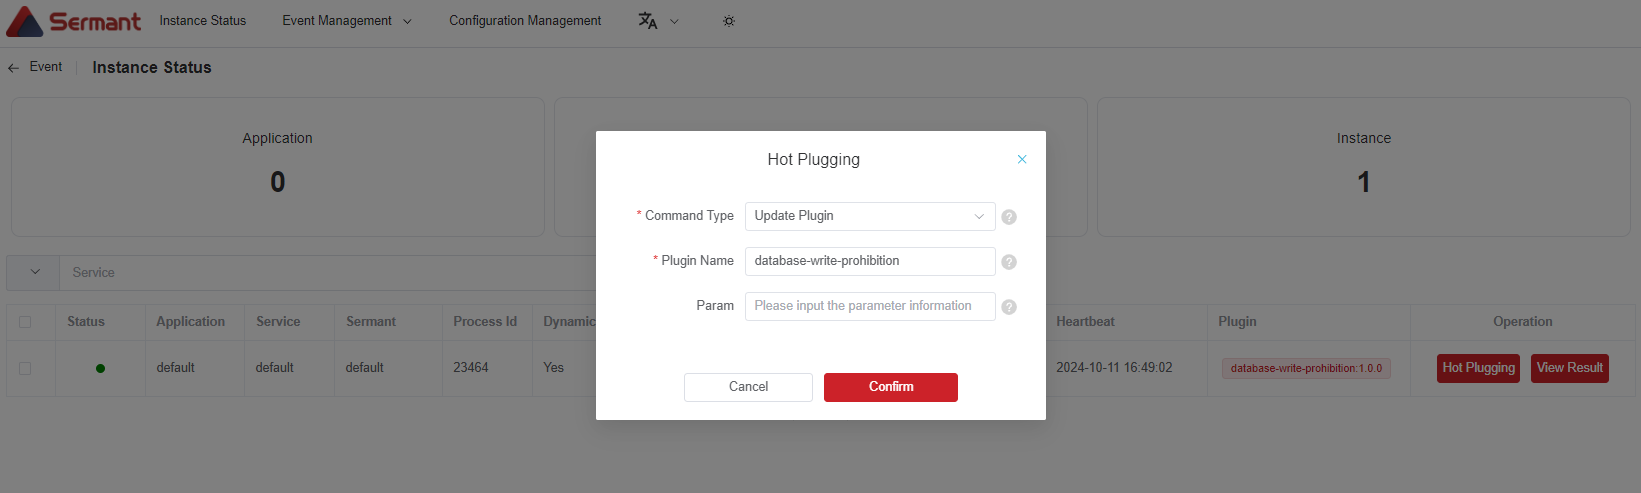 Sermant Instance Status Event Management Configuration Management
Event Instance Status
Application
0
Instance
1
Hot Plugging
* Command Type Update Plugin ?
* Plugin Name database-write-prohibition ?
Param Please input the parameter information ?
Cancel Confirm
Service
Status Application Service Sermant Process Id Dynamic Heartbeat Plugin Operation
default default default 23464 Yes 2024-10-11 16:49:02 database-write-prohibition:1.0.0 Hot Plugging View Result